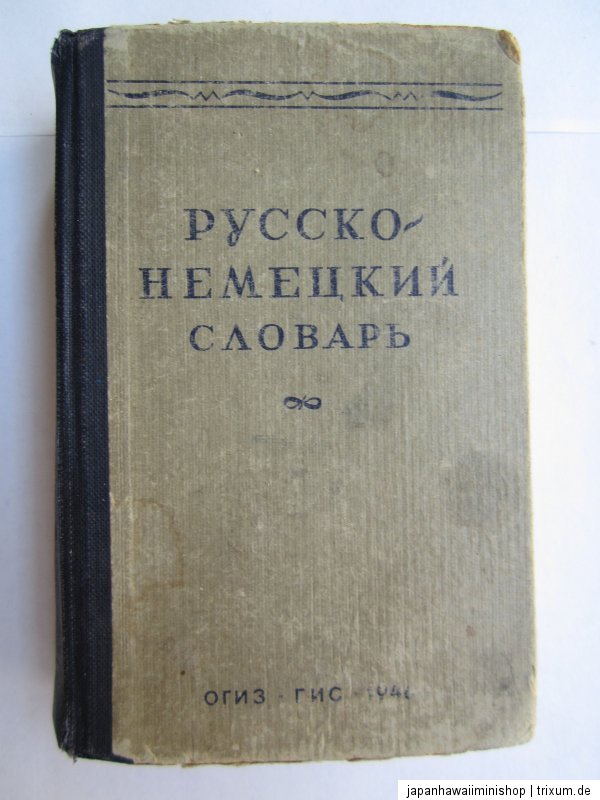 РУССКО-
НЕМЕЦКИЙ
СЛОВАРЬ
ОГИЗ · ГИС ·
japanhawaiiminishop | trixum.de